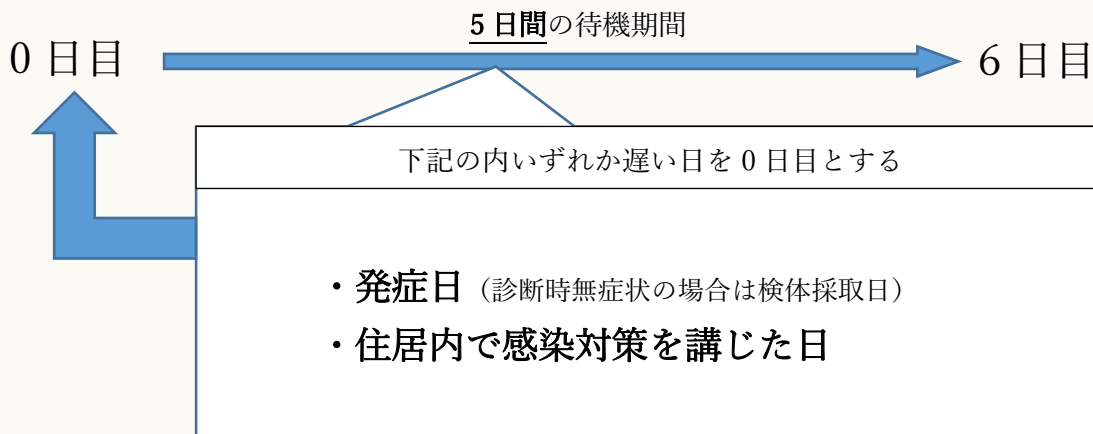 5 日間の待機期間
0 日目
6 日目
下記の内いずれか遅い日を 0 日目とする
・発症日（診断時無症状の場合は検体採取日）
・住居内で感染対策を講じた日